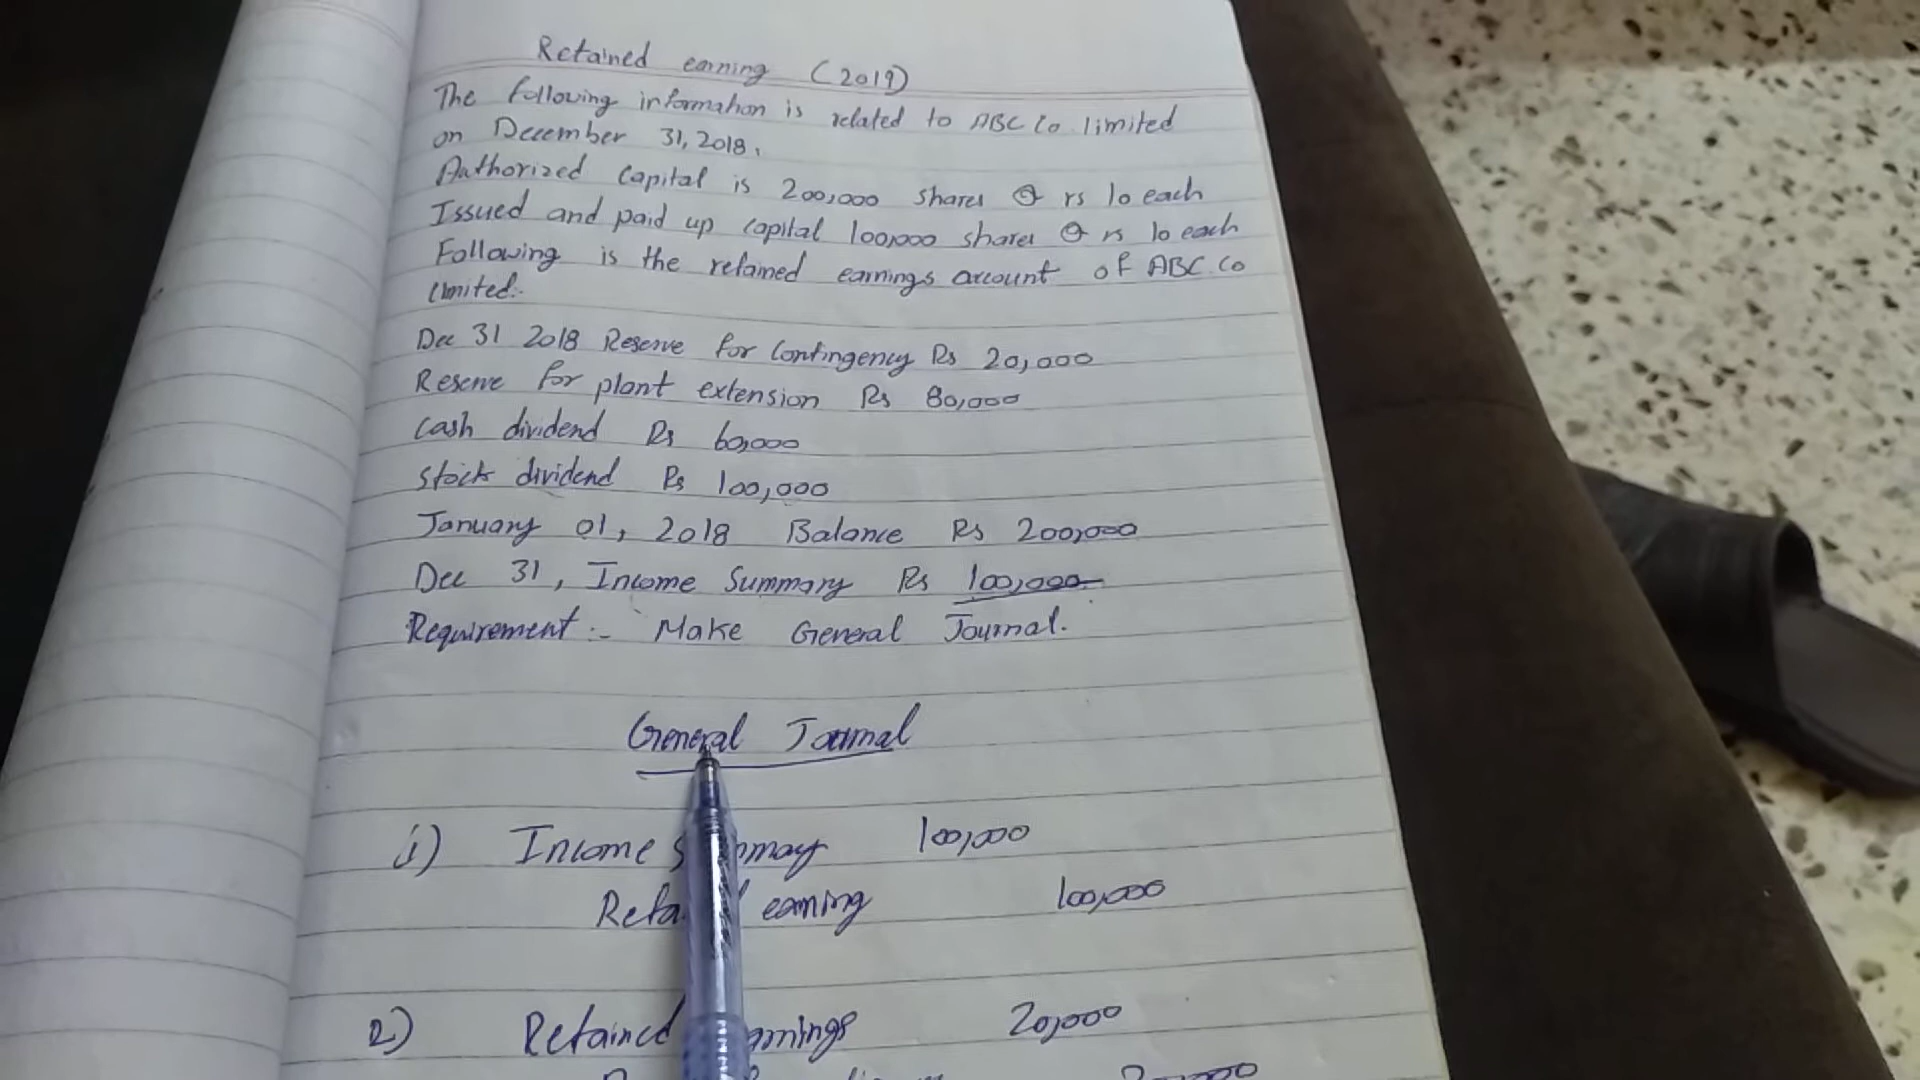 Retained earning (2019)
The following information is related to ABC Co limited
on December 31, 2018.
Authorized Capital is 200,000 shares @ rs 10 each
Issued and paid up capital 100,000 shares @ rs 10 each
Following is the retained earnings account of ABC Co
limited:-
Dec 31 2018 Reserve for Contingency Rs 20,000
Reserve for plant extension Rs 80,000
Cash dividend Rs 60,000
Stock dividend Rs 100,000
January 01, 2018 Balance Rs 200,000
Dec 31, Income Summary Rs 100,000
Requirement:- Make General Journal.
General Journal
1) Income 100,000
earning 100,000
2) Retained 20,000